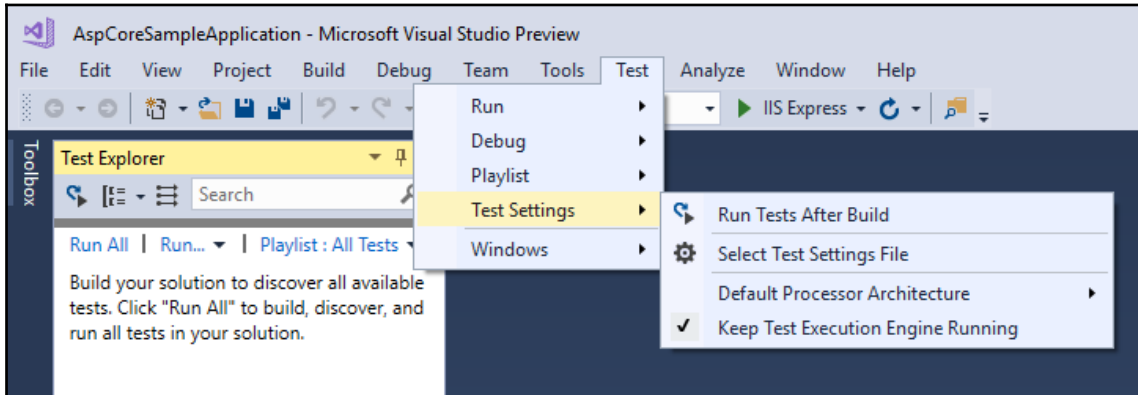 AspCoreSampleApplication - Microsoft Visual Studio Preview
File Edit View Project Build Debug Team Tools Test Analyze Window Help
IIS Express
Toolbox
Test Explorer
Search
Run All | Run... | Playlist : All Tests
Build your solution to discover all available
tests. Click "Run All" to build, discover, and
run all tests in your solution.
Run
Debug
Playlist
Test Settings
Windows
Run Tests After Build
Select Test Settings File
Default Processor Architecture
Keep Test Execution Engine Running